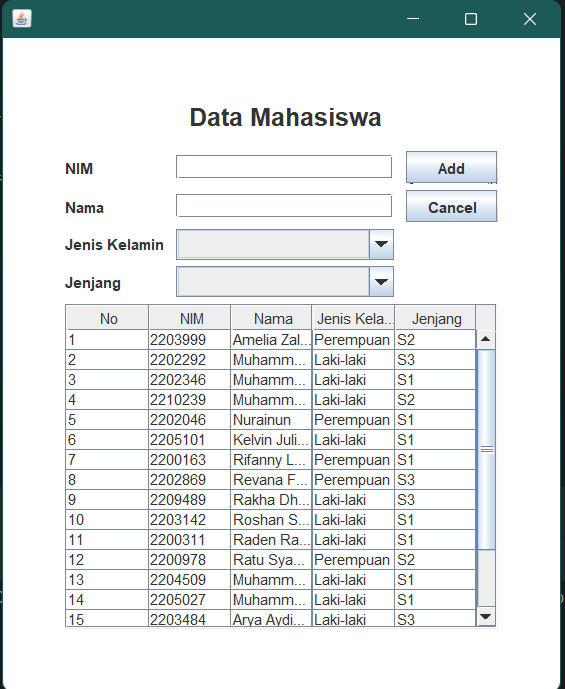 Data Mahasiswa
NIM Add
Nama Cancel
Jenis Kelamin
Jenjang
No NIM Nama Jenis Kela... Jenjang
1 2203999 Amelia Zal... Perempuan S2
2 2202292 Muhamm... Laki-laki S3
3 2202346 Muhamm... Laki-laki S1
4 2210239 Muhamm... Laki-laki S2
5 2202046 Nurainun Perempuan S1
6 2205101 Kelvin Juli... Laki-laki S1
7 2200163 Rifanny L... Perempuan S1
8 2202869 Revana F... Perempuan S3
9 2209489 Rakha Dh... Laki-laki S3
10 2203142 Roshan S... Laki-laki S1
11 2200311 Raden Ra... Laki-laki S1
12 2200978 Ratu Sya... Perempuan S2
13 2204509 Muhamm... Laki-laki S1
14 2205027 Muhamm... Laki-laki S1
15 2203484 Arya Aydi... Laki-laki S3